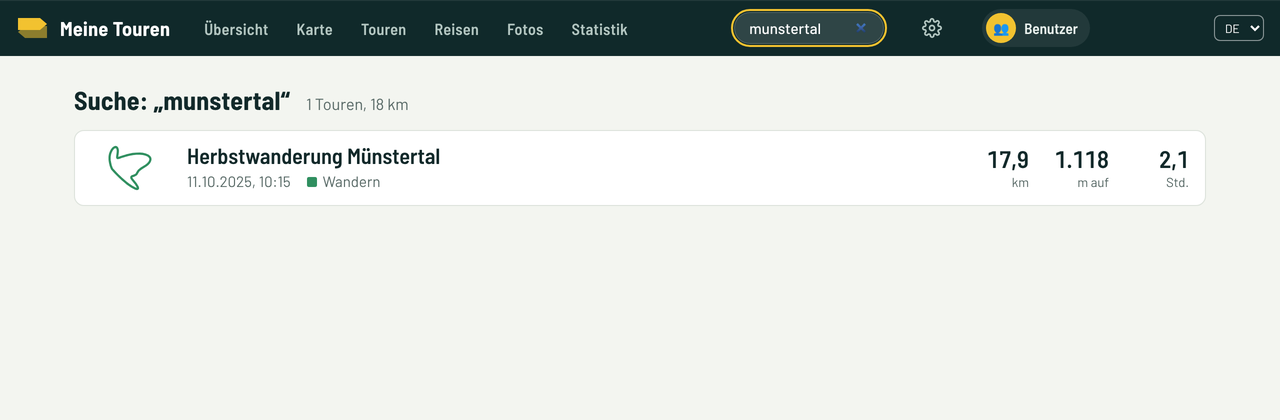 Meine Touren Übersicht Karte Touren Reisen Fotos Statistik munstertal Benutzer DE
Suche: „munstertal“ 1 Touren, 18 km
Herbstwanderung Münstertal 17,9 1.118 2,1
11.10.2025, 10:15 Wandern km m auf Std.